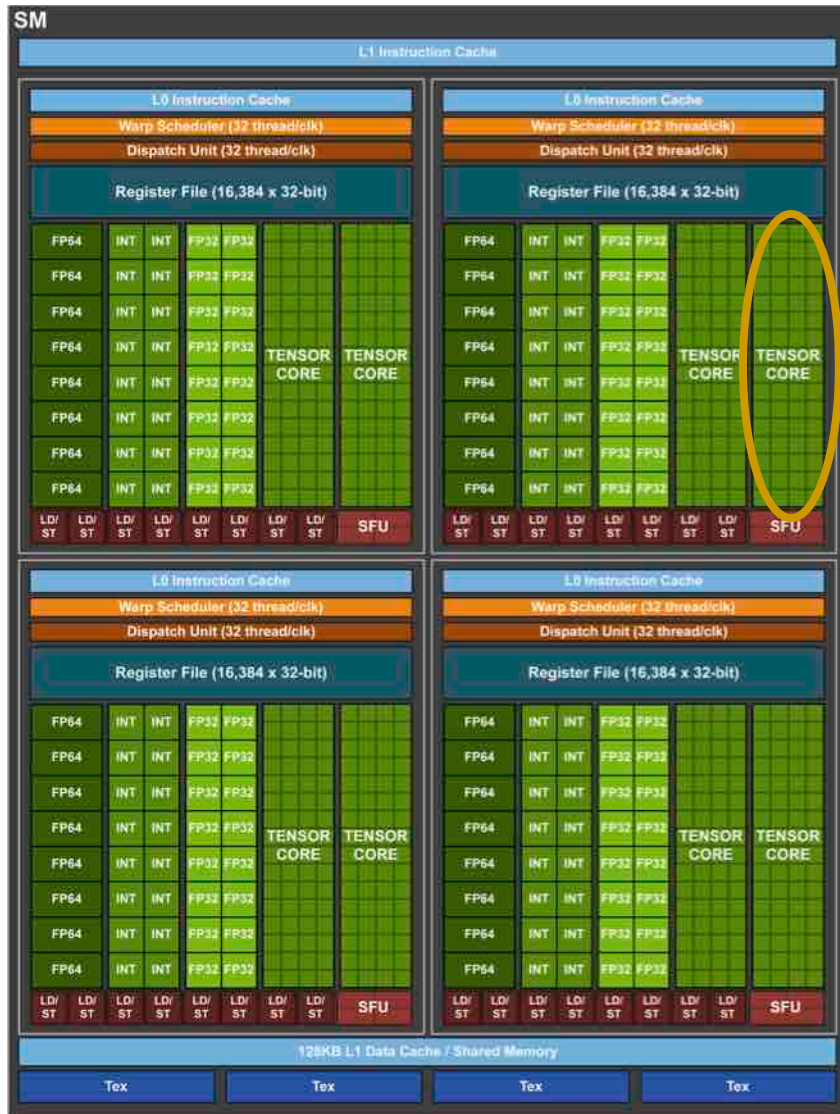 SM
L1 Instruction Cache
L0 Instruction Cache
Warp Scheduler (32 thread/clk)
Dispatch Unit (32 thread/clk)
Register File (16,384 x 32-bit)
FP64 INT INT FP32 FP32
FP64 INT INT FP32 FP32
FP64 INT INT FP32 FP32
FP64 INT INT FP32 FP32
FP64 INT INT FP32 FP32
FP64 INT INT FP32 FP32
FP64 INT INT FP32 FP32
FP64 INT INT FP32 FP32
TENSOR TENSOR
CORE CORE
LD/ LD/ LD/ LD/ LD/ LD/ LD/ LD/
ST ST ST ST ST ST ST ST
SFU
L0 Instruction Cache
Warp Scheduler (32 thread/clk)
Dispatch Unit (32 thread/clk)
Register File (16,384 x 32-bit)
FP64 INT INT FP32 FP32
FP64 INT INT FP32 FP32
FP64 INT INT FP32 FP32
FP64 INT INT FP32 FP32
FP64 INT INT FP32 FP32
FP64 INT INT FP32 FP32
FP64 INT INT FP32 FP32
FP64 INT INT FP32 FP32
TENSOR TENSOR
CORE CORE
LD/ LD/ LD/ LD/ LD/ LD/ LD/ LD/
ST ST ST ST ST ST ST ST
SFU
L0 Instruction Cache
Warp Scheduler (32 thread/clk)
Dispatch Unit (32 thread/clk)
Register File (16,384 x 32-bit)
FP64 INT INT FP32 FP32
FP64 INT INT FP32 FP32
FP64 INT INT FP32 FP32
FP64 INT INT FP32 FP32
FP64 INT INT FP32 FP32
FP64 INT INT FP32 FP32
FP64 INT INT FP32 FP32
FP64 INT INT FP32 FP32
TENSOR TENSOR
CORE CORE
LD/ LD/ LD/ LD/ LD/ LD/ LD/ LD/
ST ST ST ST ST ST ST ST
SFU
L0 Instruction Cache
Warp Scheduler (32 thread/clk)
Dispatch Unit (32 thread/clk)
Register File (16,384 x 32-bit)
FP64 INT INT FP32 FP32
FP64 INT INT FP32 FP32
FP64 INT INT FP32 FP32
FP64 INT INT FP32 FP32
FP64 INT INT FP32 FP32
FP64 INT INT FP32 FP32
FP64 INT INT FP32 FP32
FP64 INT INT FP32 FP32
TENSOR TENSOR
CORE CORE
LD/ LD/ LD/ LD/ LD/ LD/ LD/ LD/
ST ST ST ST ST ST ST ST
SFU
128KB L1 Data Cache / Shared Memory
Tex Tex Tex Tex